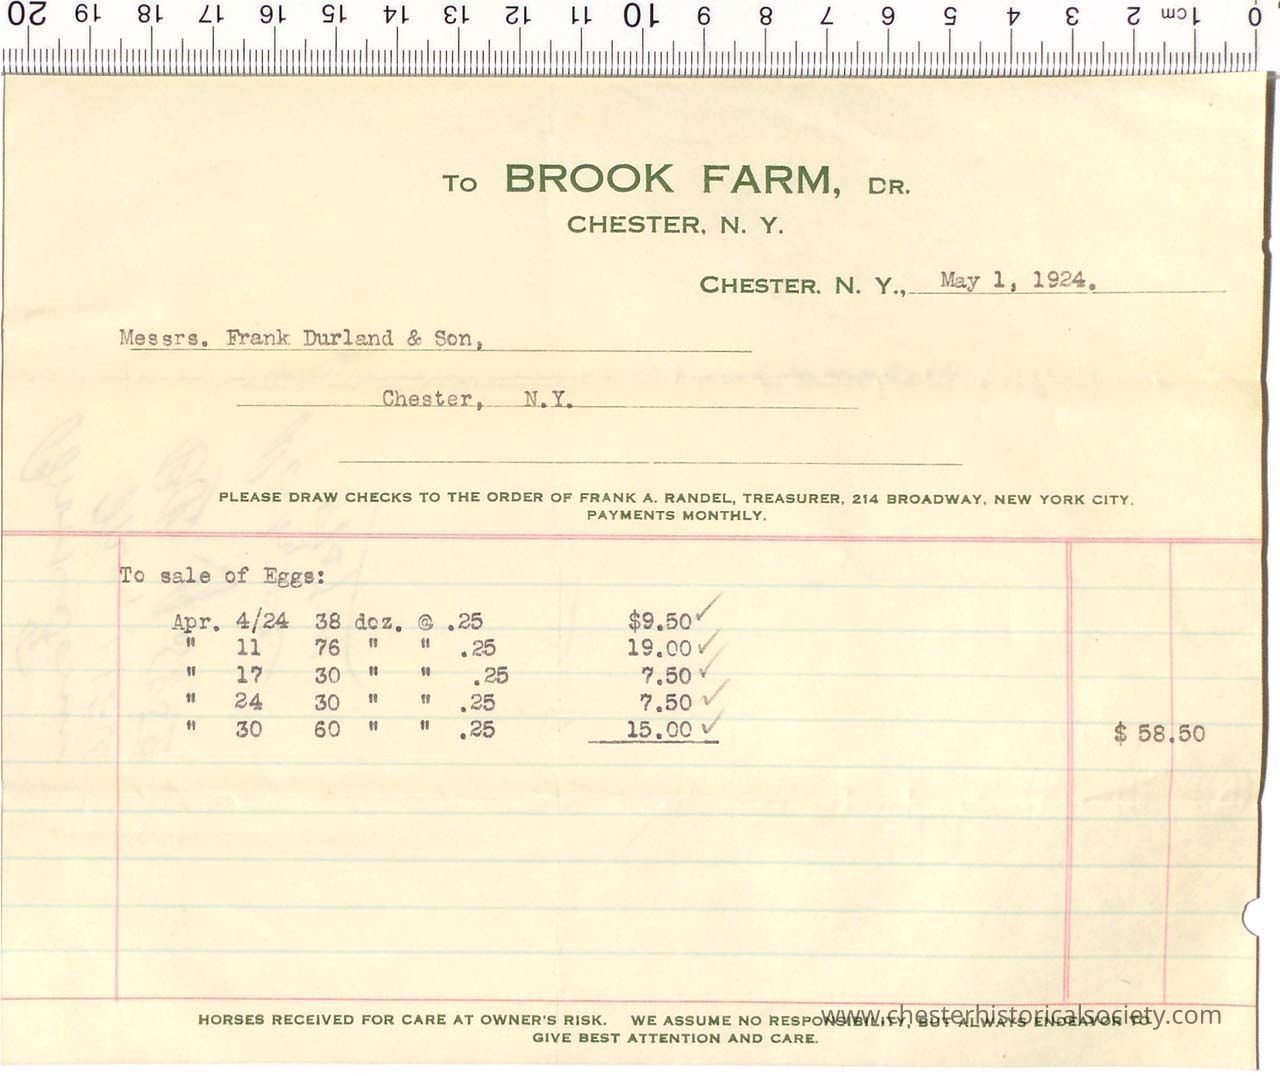 20 19 18 17 16 15 14 13 12 11 10 9 8 7 6 5 4 3 2 1cm 0
To BROOK FARM, DR.
CHESTER, N. Y.
CHESTER. N. Y., May 1, 1924.
Messrs. Frank Durland & Son,
Chester, N.Y.
PLEASE DRAW CHECKS TO THE ORDER OF FRANK A. RANDEL, TREASURER, 214 BROADWAY, NEW YORK CITY.
PAYMENTS MONTHLY.
To sale of Eggs:
Apr. 4/24 38 doz. @ .25 $9.50✓
" 11 76 " " .25 19.00✓
" 17 30 " " .25 7.50✓
" 24 30 " " .25 7.50✓
" 30 60 " " .25 15.00✓ $ 58.50
HORSES RECEIVED FOR CARE AT OWNER'S RISK. WE ASSUME NO RESPONSIBILITY, BUT ALWAYS ENDEAVOR TO
GIVE BEST ATTENTION AND CARE.
www.chesterhistoricalsociety.com